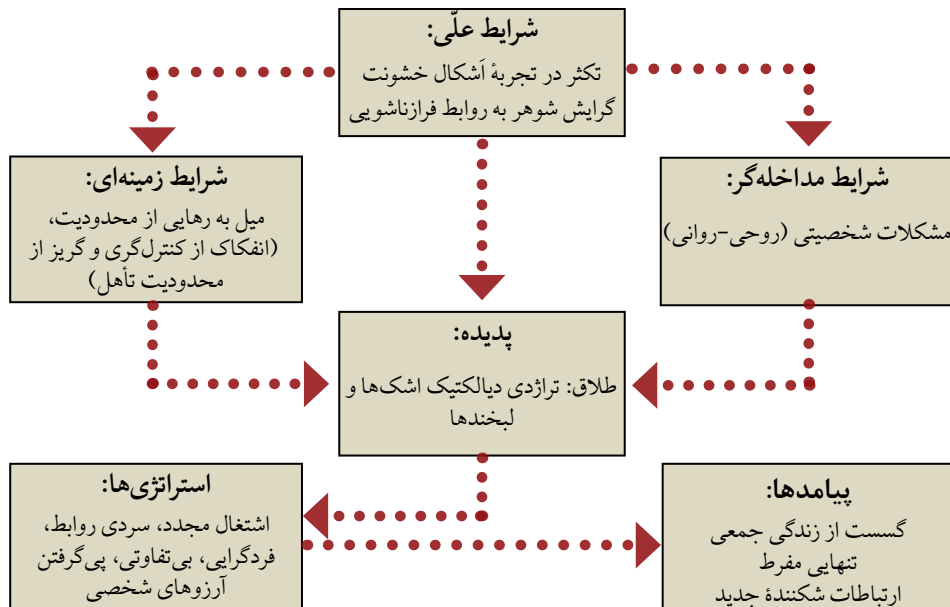 شرایط علّی:
تکثر در تجربهٔ اَشکال خشونت
گرایش شوهر به روابط فرازناشویی
شرایط مداخله‌گر:
مشکلات شخصیتی (روحی-روانی)
شرایط زمینه‌ای:
میل به رهایی از محدودیت،
(انفکاک از کنترل‌گری و گریز از
محدودیت تأهل)
پدیده:
طلاق: تراژدی دیالکتیک اشک‌ها و
لبخندها
استراتژی‌ها:
اشتغال مجدد، سردی روابط،
فردگرایی، بی‌تفاوتی، پی‌گرفتن
آرزوهای شخصی
پیامدها:
گسست از زندگی جمعی
تنهایی مفرط
ارتباطات شکنندهٔ جدید